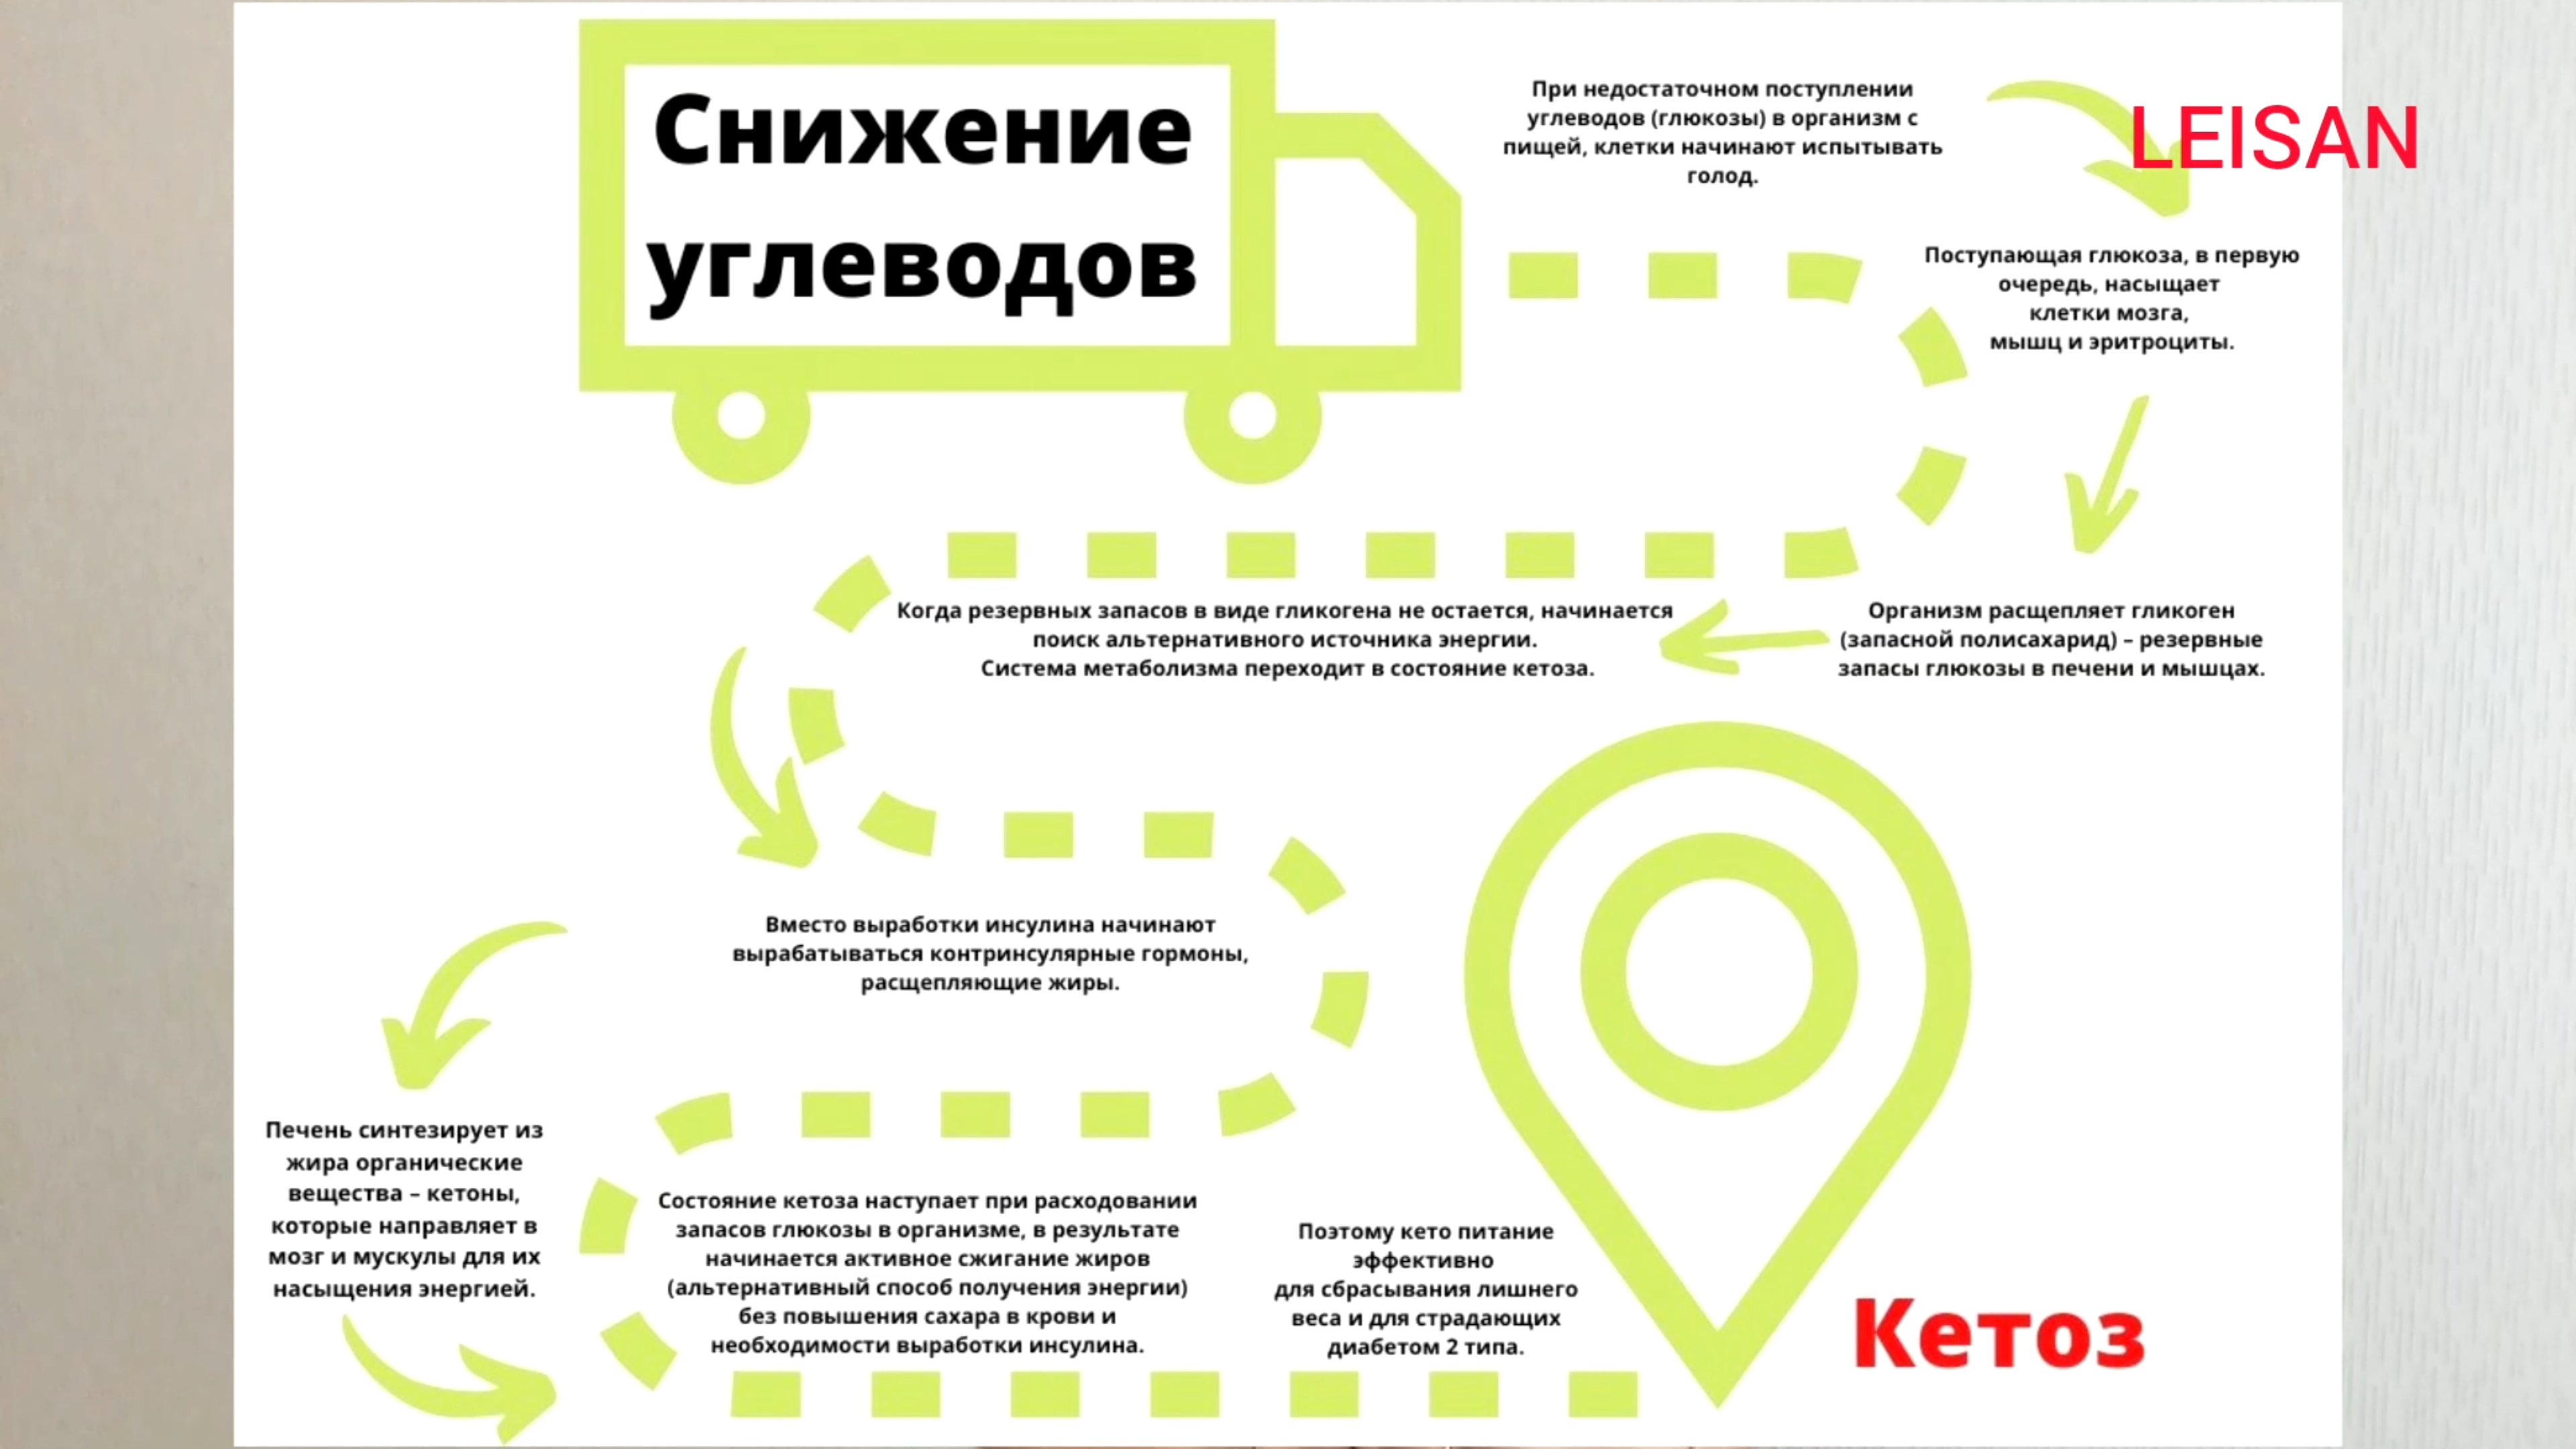 Снижение
углеводов
При недостаточном поступлении
углеводов (глюкозы) в организм с
пищей, клетки начинают испытывать
голод.
LEISAN
Поступающая глюкоза, в первую
очередь, насыщает
клетки мозга,
мышц и эритроциты.
Организм расщепляет гликоген
(запасной полисахарид) – резервные
запасы глюкозы в печени и мышцах.
Когда резервных запасов в виде гликогена не остается, начинается
поиск альтернативного источника энергии.
Система метаболизма переходит в состояние кетоза.
Вместо выработки инсулина начинают
вырабатываться контринсулярные гормоны,
расщепляющие жиры.
Печень синтезирует из
жира органические
вещества – кетоны,
которые направляет в
мозг и мускулы для их
насыщения энергией.
Состояние кетоза наступает при расходовании
запасов глюкозы в организме, в результате
начинается активное сжигание жиров
(альтернативный способ получения энергии)
без повышения сахара в крови и
необходимости выработки инсулина.
Поэтому кето питание
эффективно
для сбрасывания лишнего
веса и для страдающих
диабетом 2 типа.
Кетоз